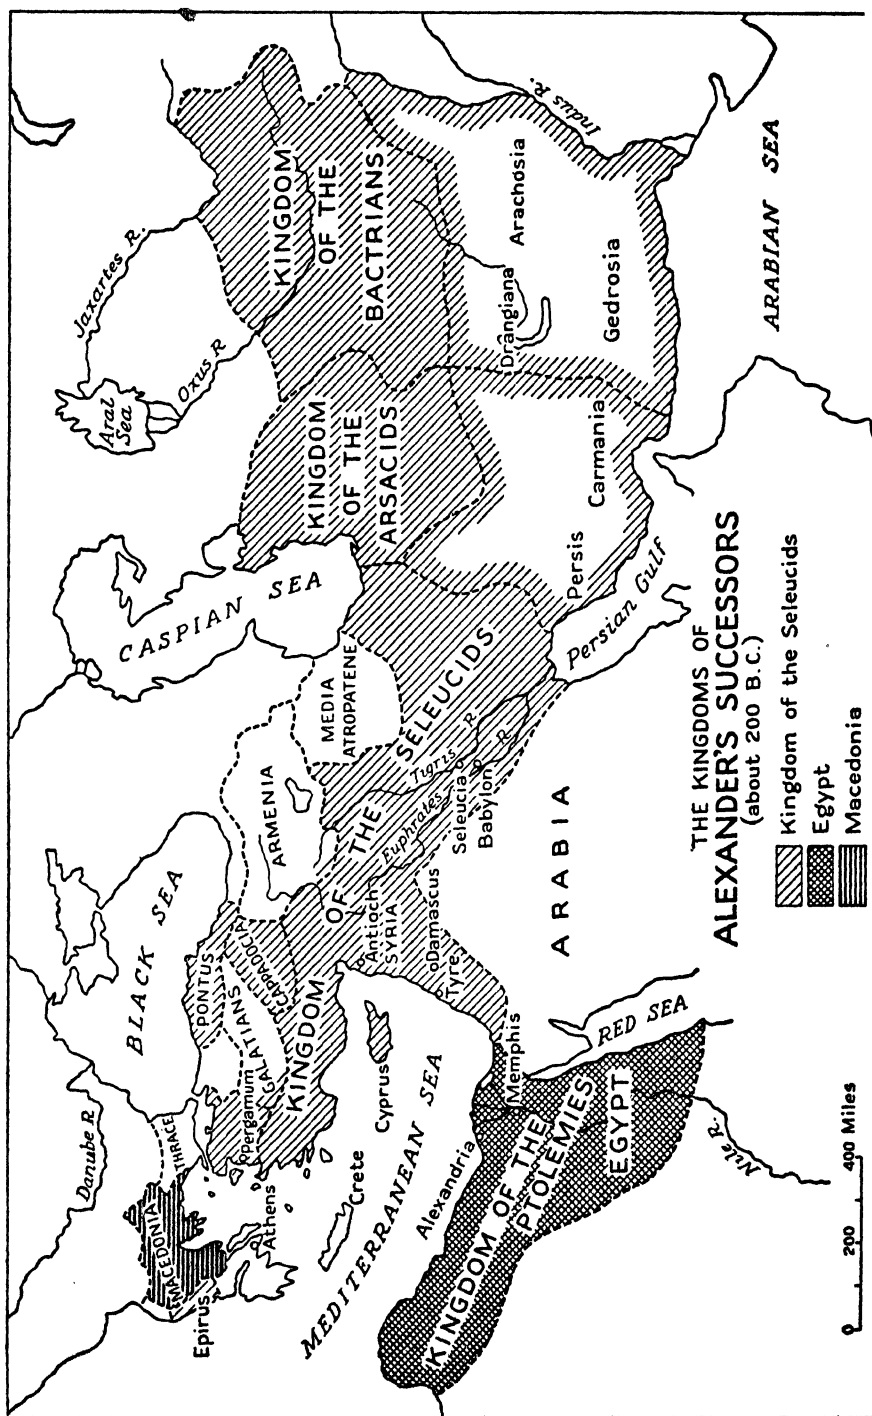 Danube R
BLACK SEA
CASPIAN SEA
Aral
Sea
Jaxartes R.
Oxus R
MACEDONIA
THRACE
Epirus
Athens
Pergamum
PONTUS
GALATIANS
CAPPADOCIA
ARMENIA
MEDIA
ATROPATENE
KINGDOM
OF THE
ARSACIDS
KINGDOM
OF THE
BACTRIANS
KINGDOM OF THE SELEUCIDS
Crete
Cyprus
MEDITERRANEAN SEA
Antioch
SYRIA
Damascus
Tyre
Tigris R.
Euphrates R.
Seleucia
Babylon
Persis
Carmania
Drangiana
Arachosia
Gedrosia
Indus R.
Alexandria
Memphis
KINGDOM OF THE
PTOLEMIES
EGYPT
Nile R.
RED SEA
ARABIA
Persian Gulf
ARABIAN SEA
THE KINGDOMS OF
ALEXANDER'S SUCCESSORS
(about 200 B.C.)
Kingdom of the Seleucids
Egypt
Macedonia
0 200 400 Miles